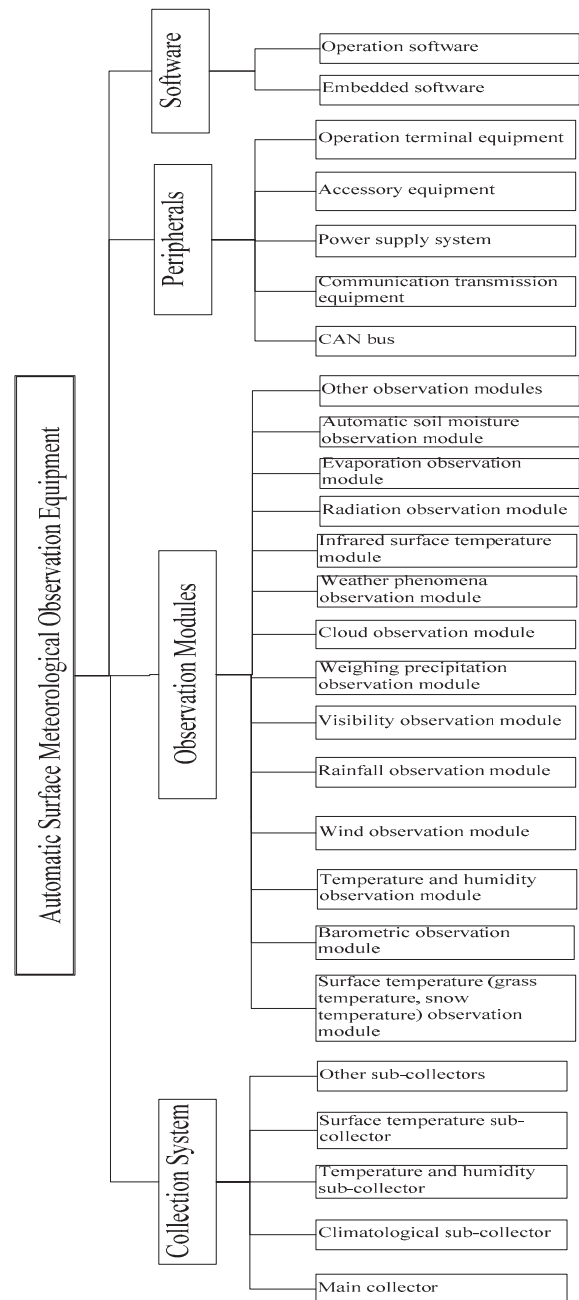 Automatic Surface Meteorological Observation Equipment
Software
Operation software
Embedded software
Peripherals
Operation terminal equipment
Accessory equipment
Power supply system
Communication transmission
equipment
CAN bus
Observation Modules
Other observation modules
Automatic soil moisture
observation module
Evaporation observation
module
Radiation observation module
Infrared surface temperature
module
Weather phenomena
observation module
Cloud observation module
Weighing precipitation
observation module
Visibility observation module
Rainfall observation module
Wind observation module
Temperature and humidity
observation module
Barometric observation
module
Surface temperature (grass
temperature, snow
temperature) observation
module
Collection System
Other sub-collectors
Surface temperature sub-
collector
Temperature and humidity
sub-collector
Climatological sub-collector
Main collector